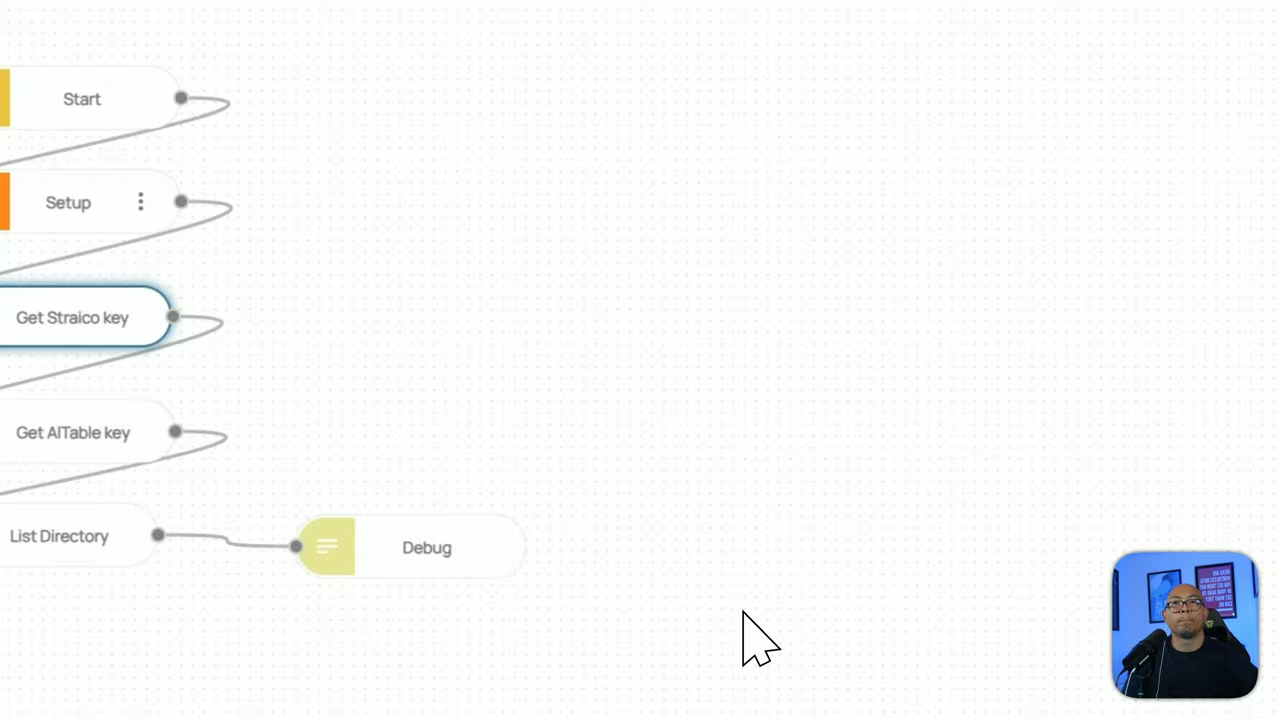 Start
Setup
Get Straico key
Get AITable key
List Directory
Debug